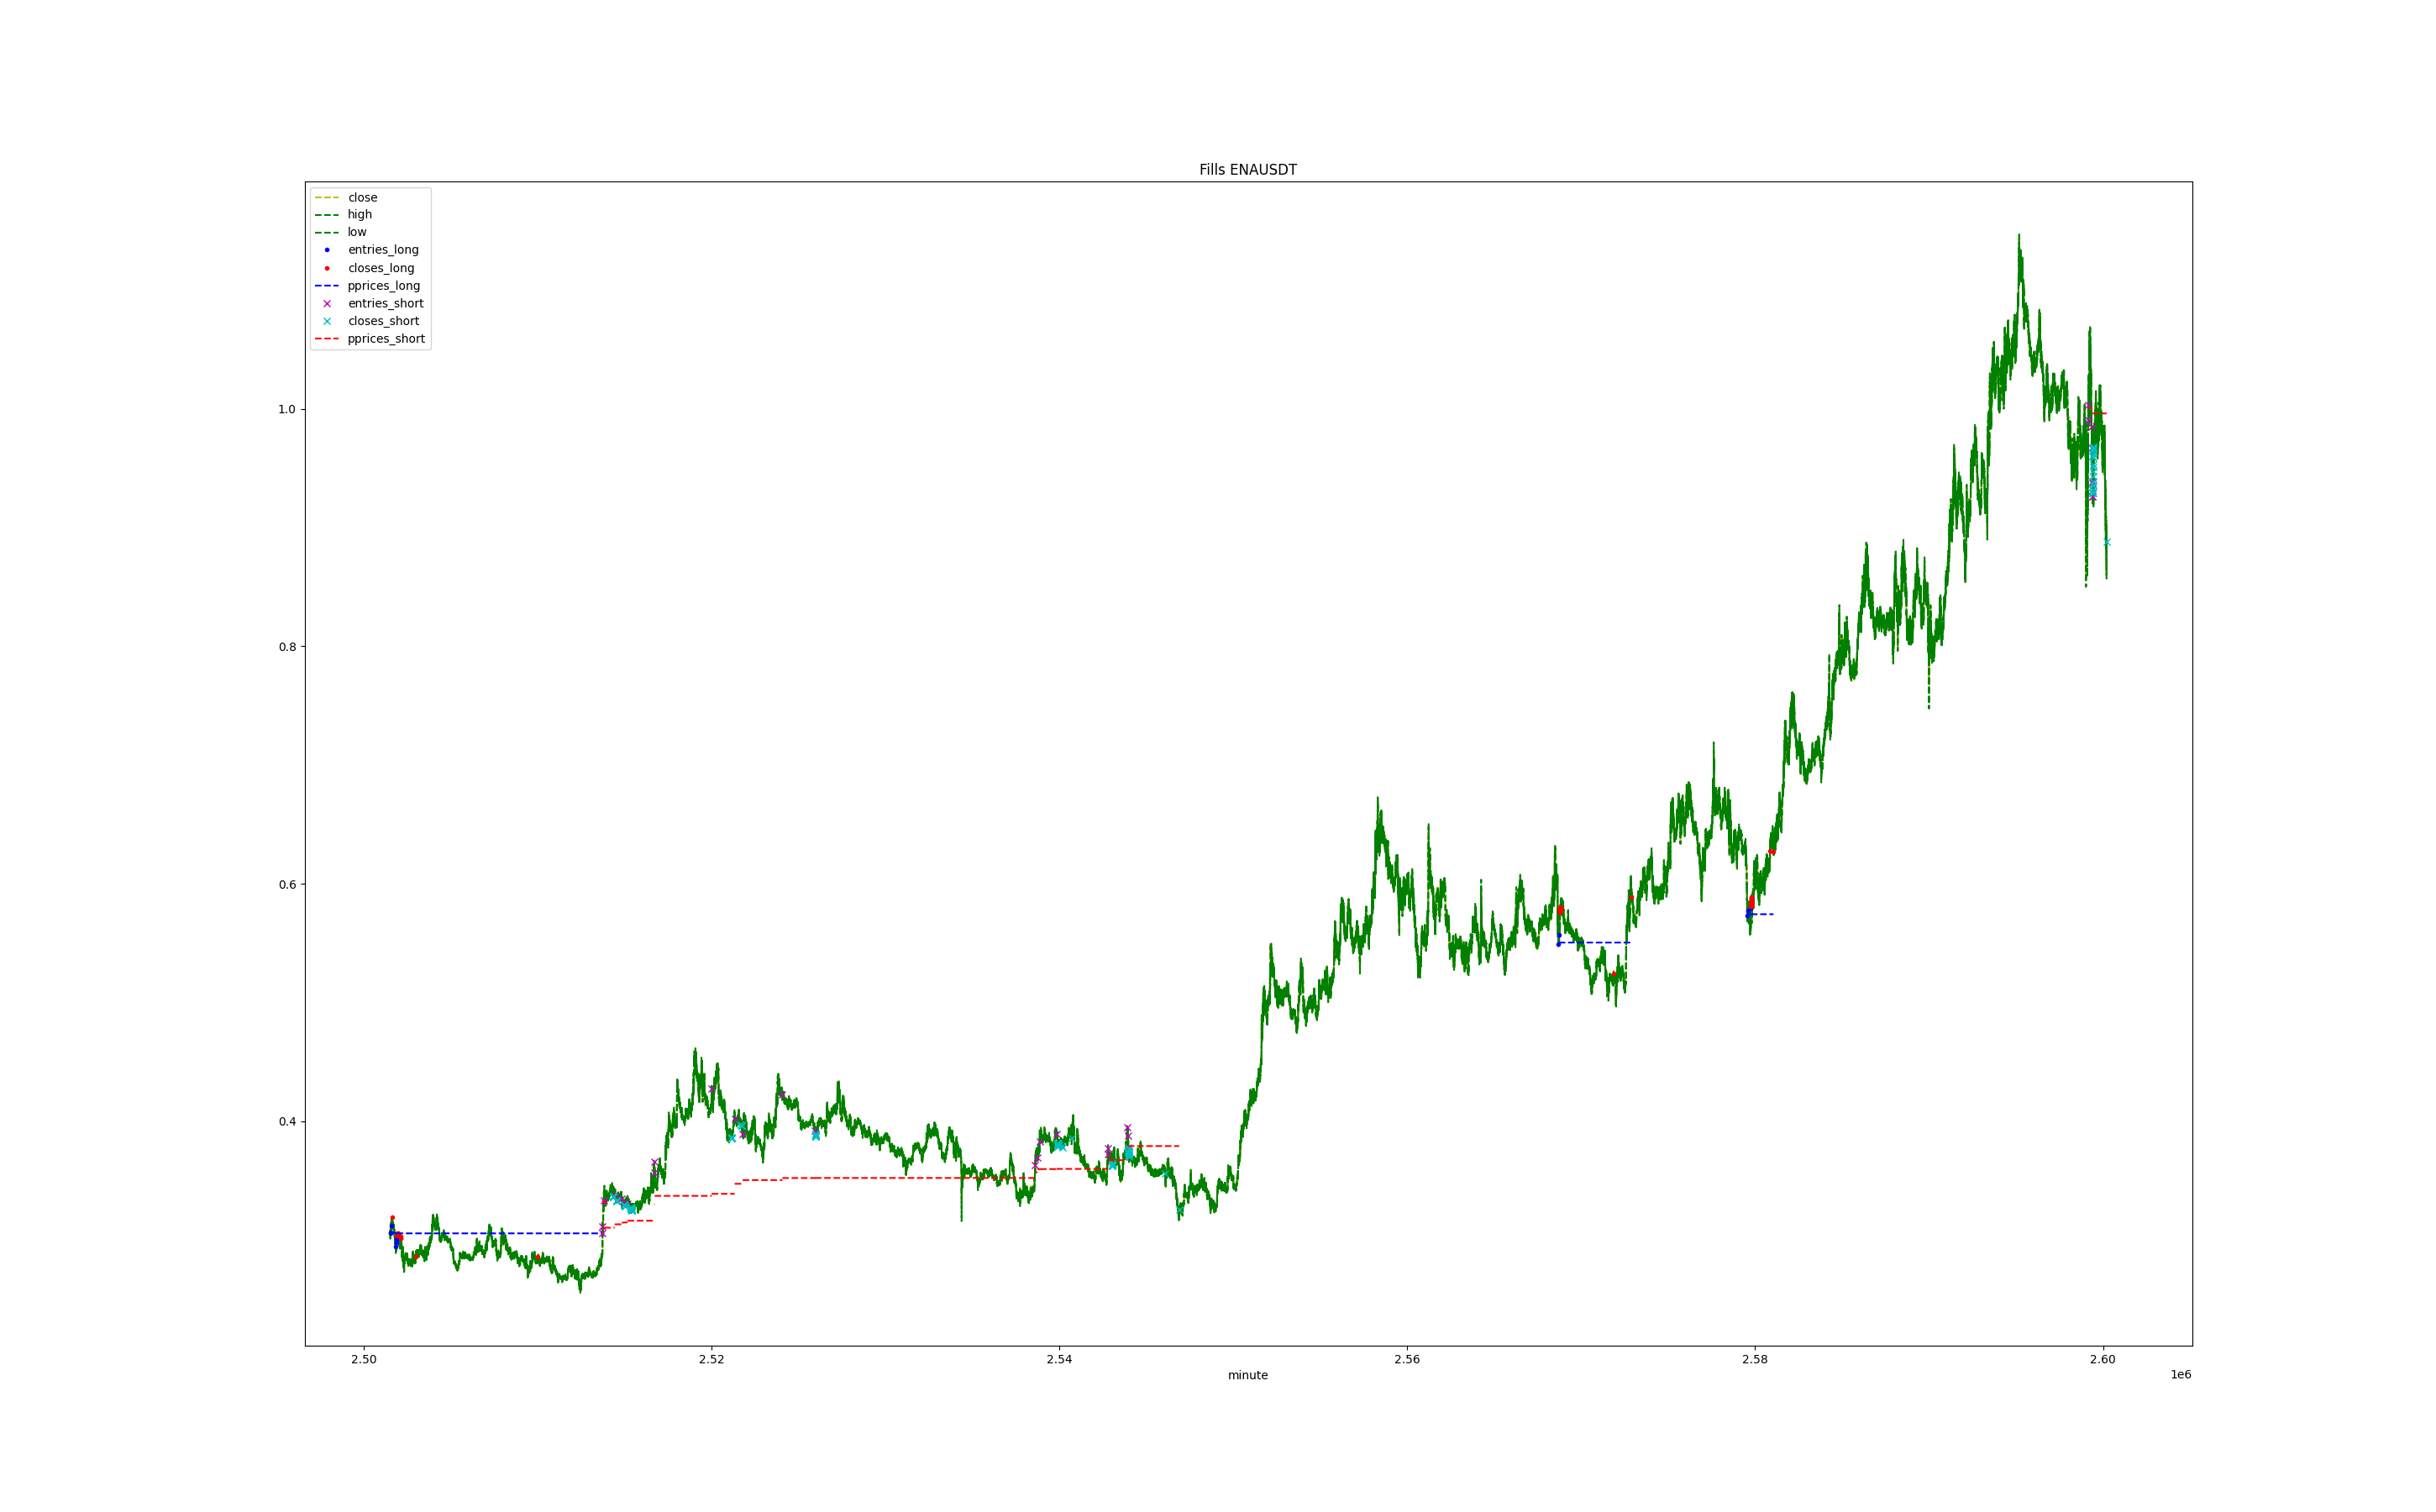 Fills ENAUSDT
close
high
low
entries_long
closes_long
pprices_long
entries_short
closes_short
pprices_short
1.0
0.8
0.6
0.4
2.50 2.52 2.54 2.56 2.58 2.60
minute 1e6